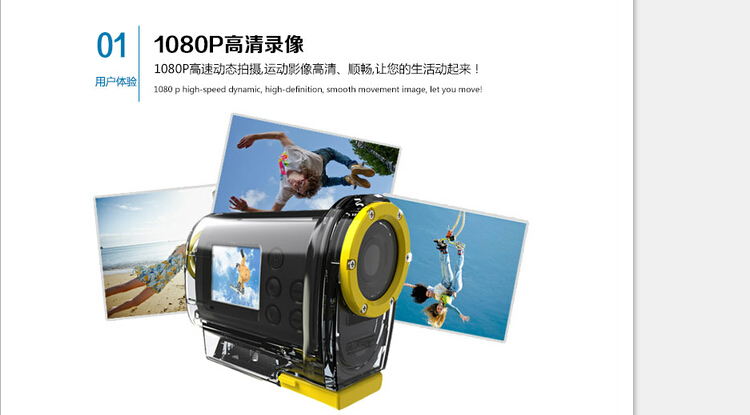 01
用户体验
1080P高清录像
1080P高速动态拍摄,运动影像高清、顺畅,让您的生活动起来！
1080 p high-speed dynamic, high-definition, smooth movement image, let you move!